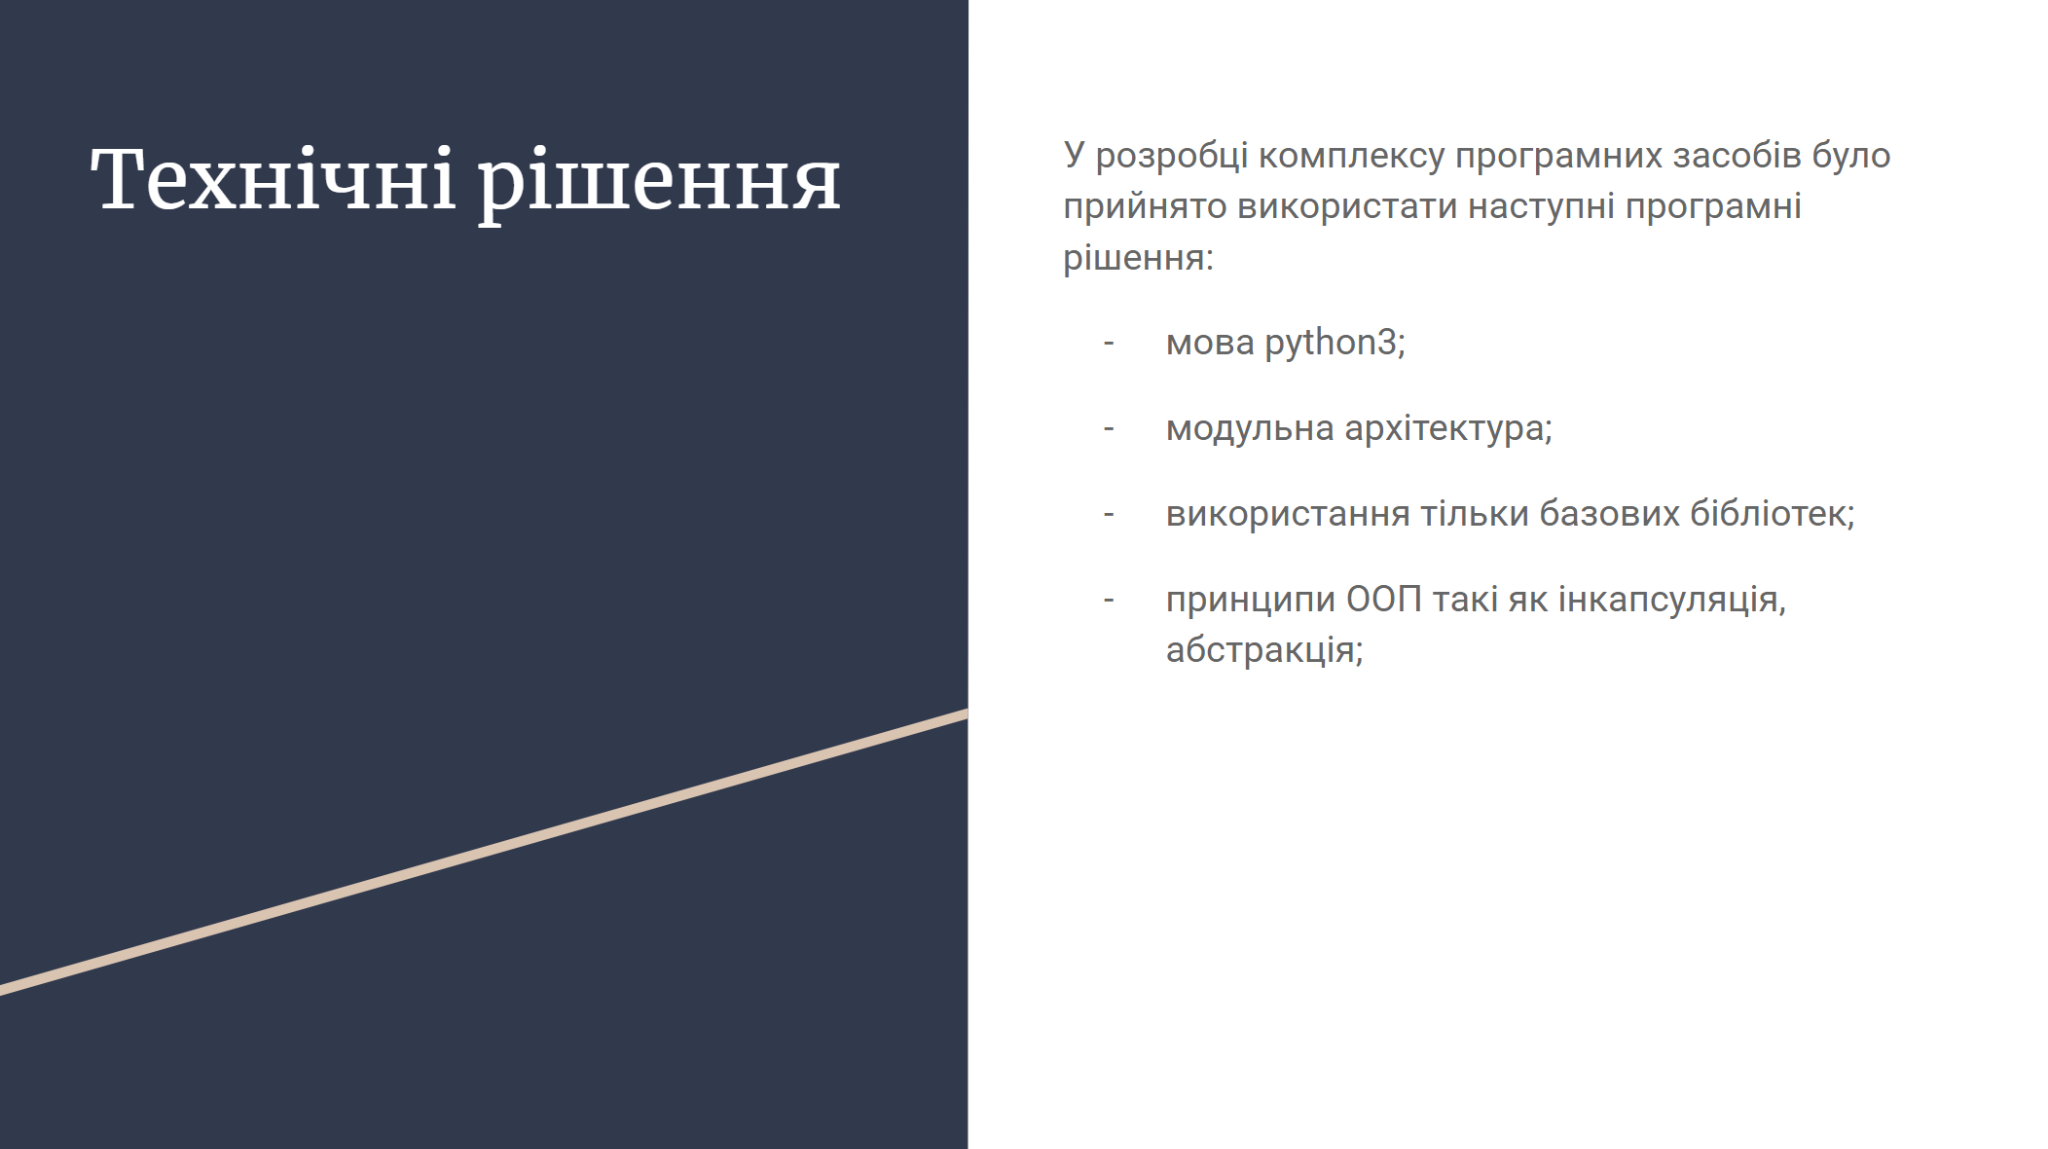 Технічні рішення
У розробці комплексу програмних засобів було
прийнято використати наступні програмні
рішення:
- мова python3;
- модульна архітектура;
- використання тільки базових бібліотек;
- принципи ООП такі як інкапсуляція,
абстракція;